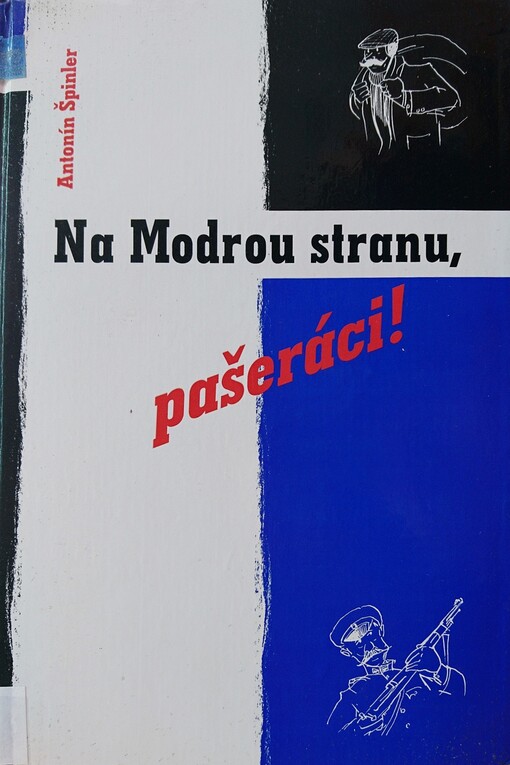 Antonín Špinler
Na Modrou stranu,
pašeráci!